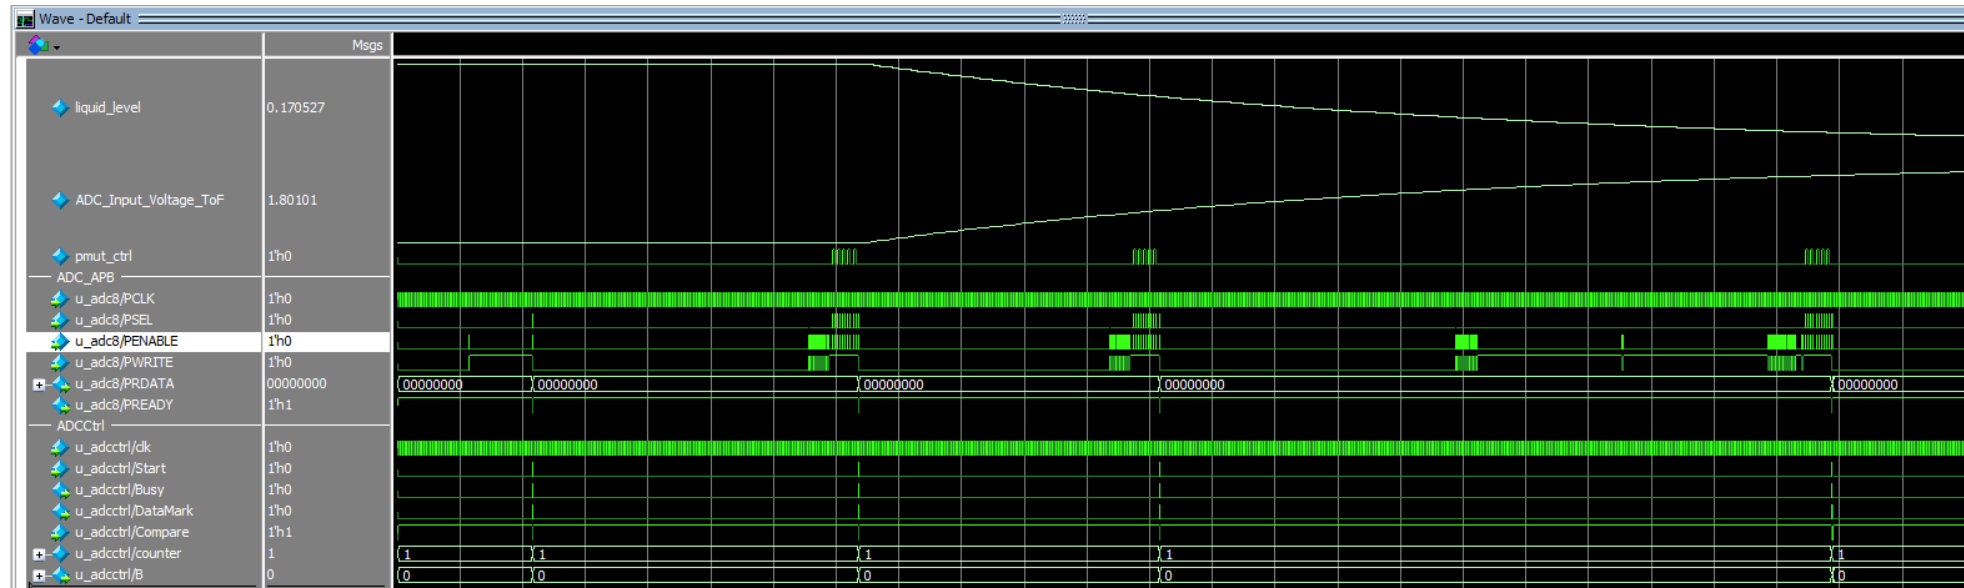 Wave - Default
Msgs
liquid_level 0.170527
ADC_Input_Voltage_ToF 1.80101
pmut_ctrl 1'h0
ADC_APB
u_adc8/PCLK 1'h0
u_adc8/PSEL 1'h0
u_adc8/PENABLE 1'h0
u_adc8/PWRITE 1'h0
u_adc8/PRDATA 00000000 00000000 00000000 00000000 00000000 00000000
u_adc8/PREADY 1'h1
ADCCtrl
u_adcctrl/clk 1'h0
u_adcctrl/Start 1'h0
u_adcctrl/Busy 1'h0
u_adcctrl/DataMark 1'h0
u_adcctrl/Compare 1'h1
u_adcctrl/counter 1 1 1 1 1 1
u_adcctrl/B 0 0 0 0 0 0